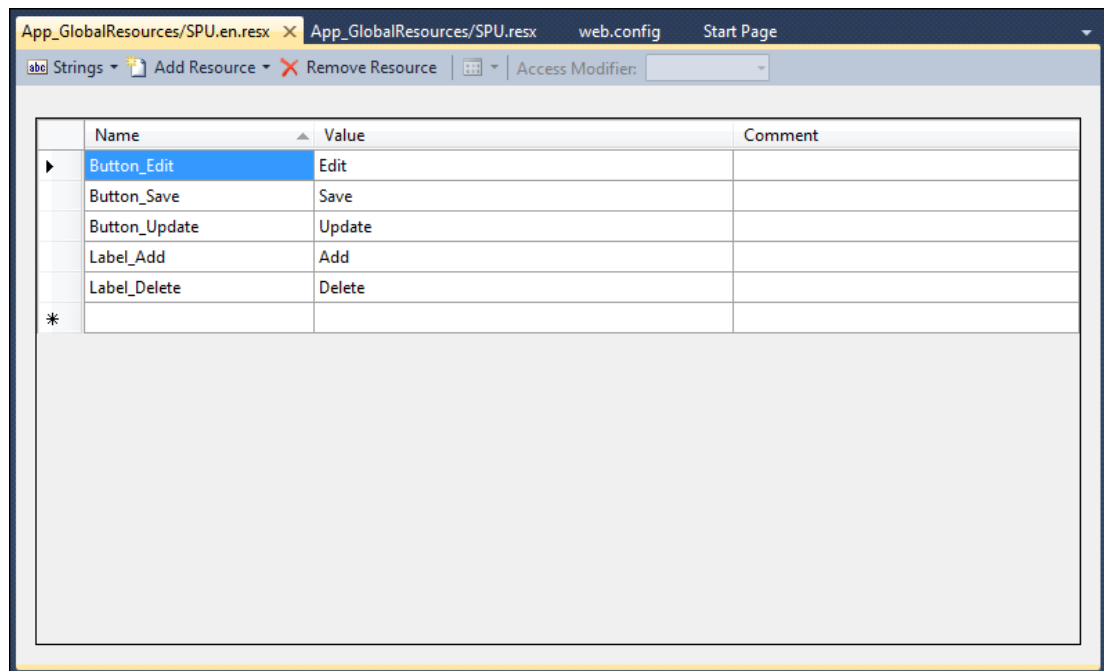 App_GlobalResources/SPU.en.resx App_GlobalResources/SPU.resx web.config Start Page
abc Strings Add Resource Remove Resource Access Modifier:
Name Value Comment
Button_Edit Edit
Button_Save Save
Button_Update Update
Label_Add Add
Label_Delete Delete